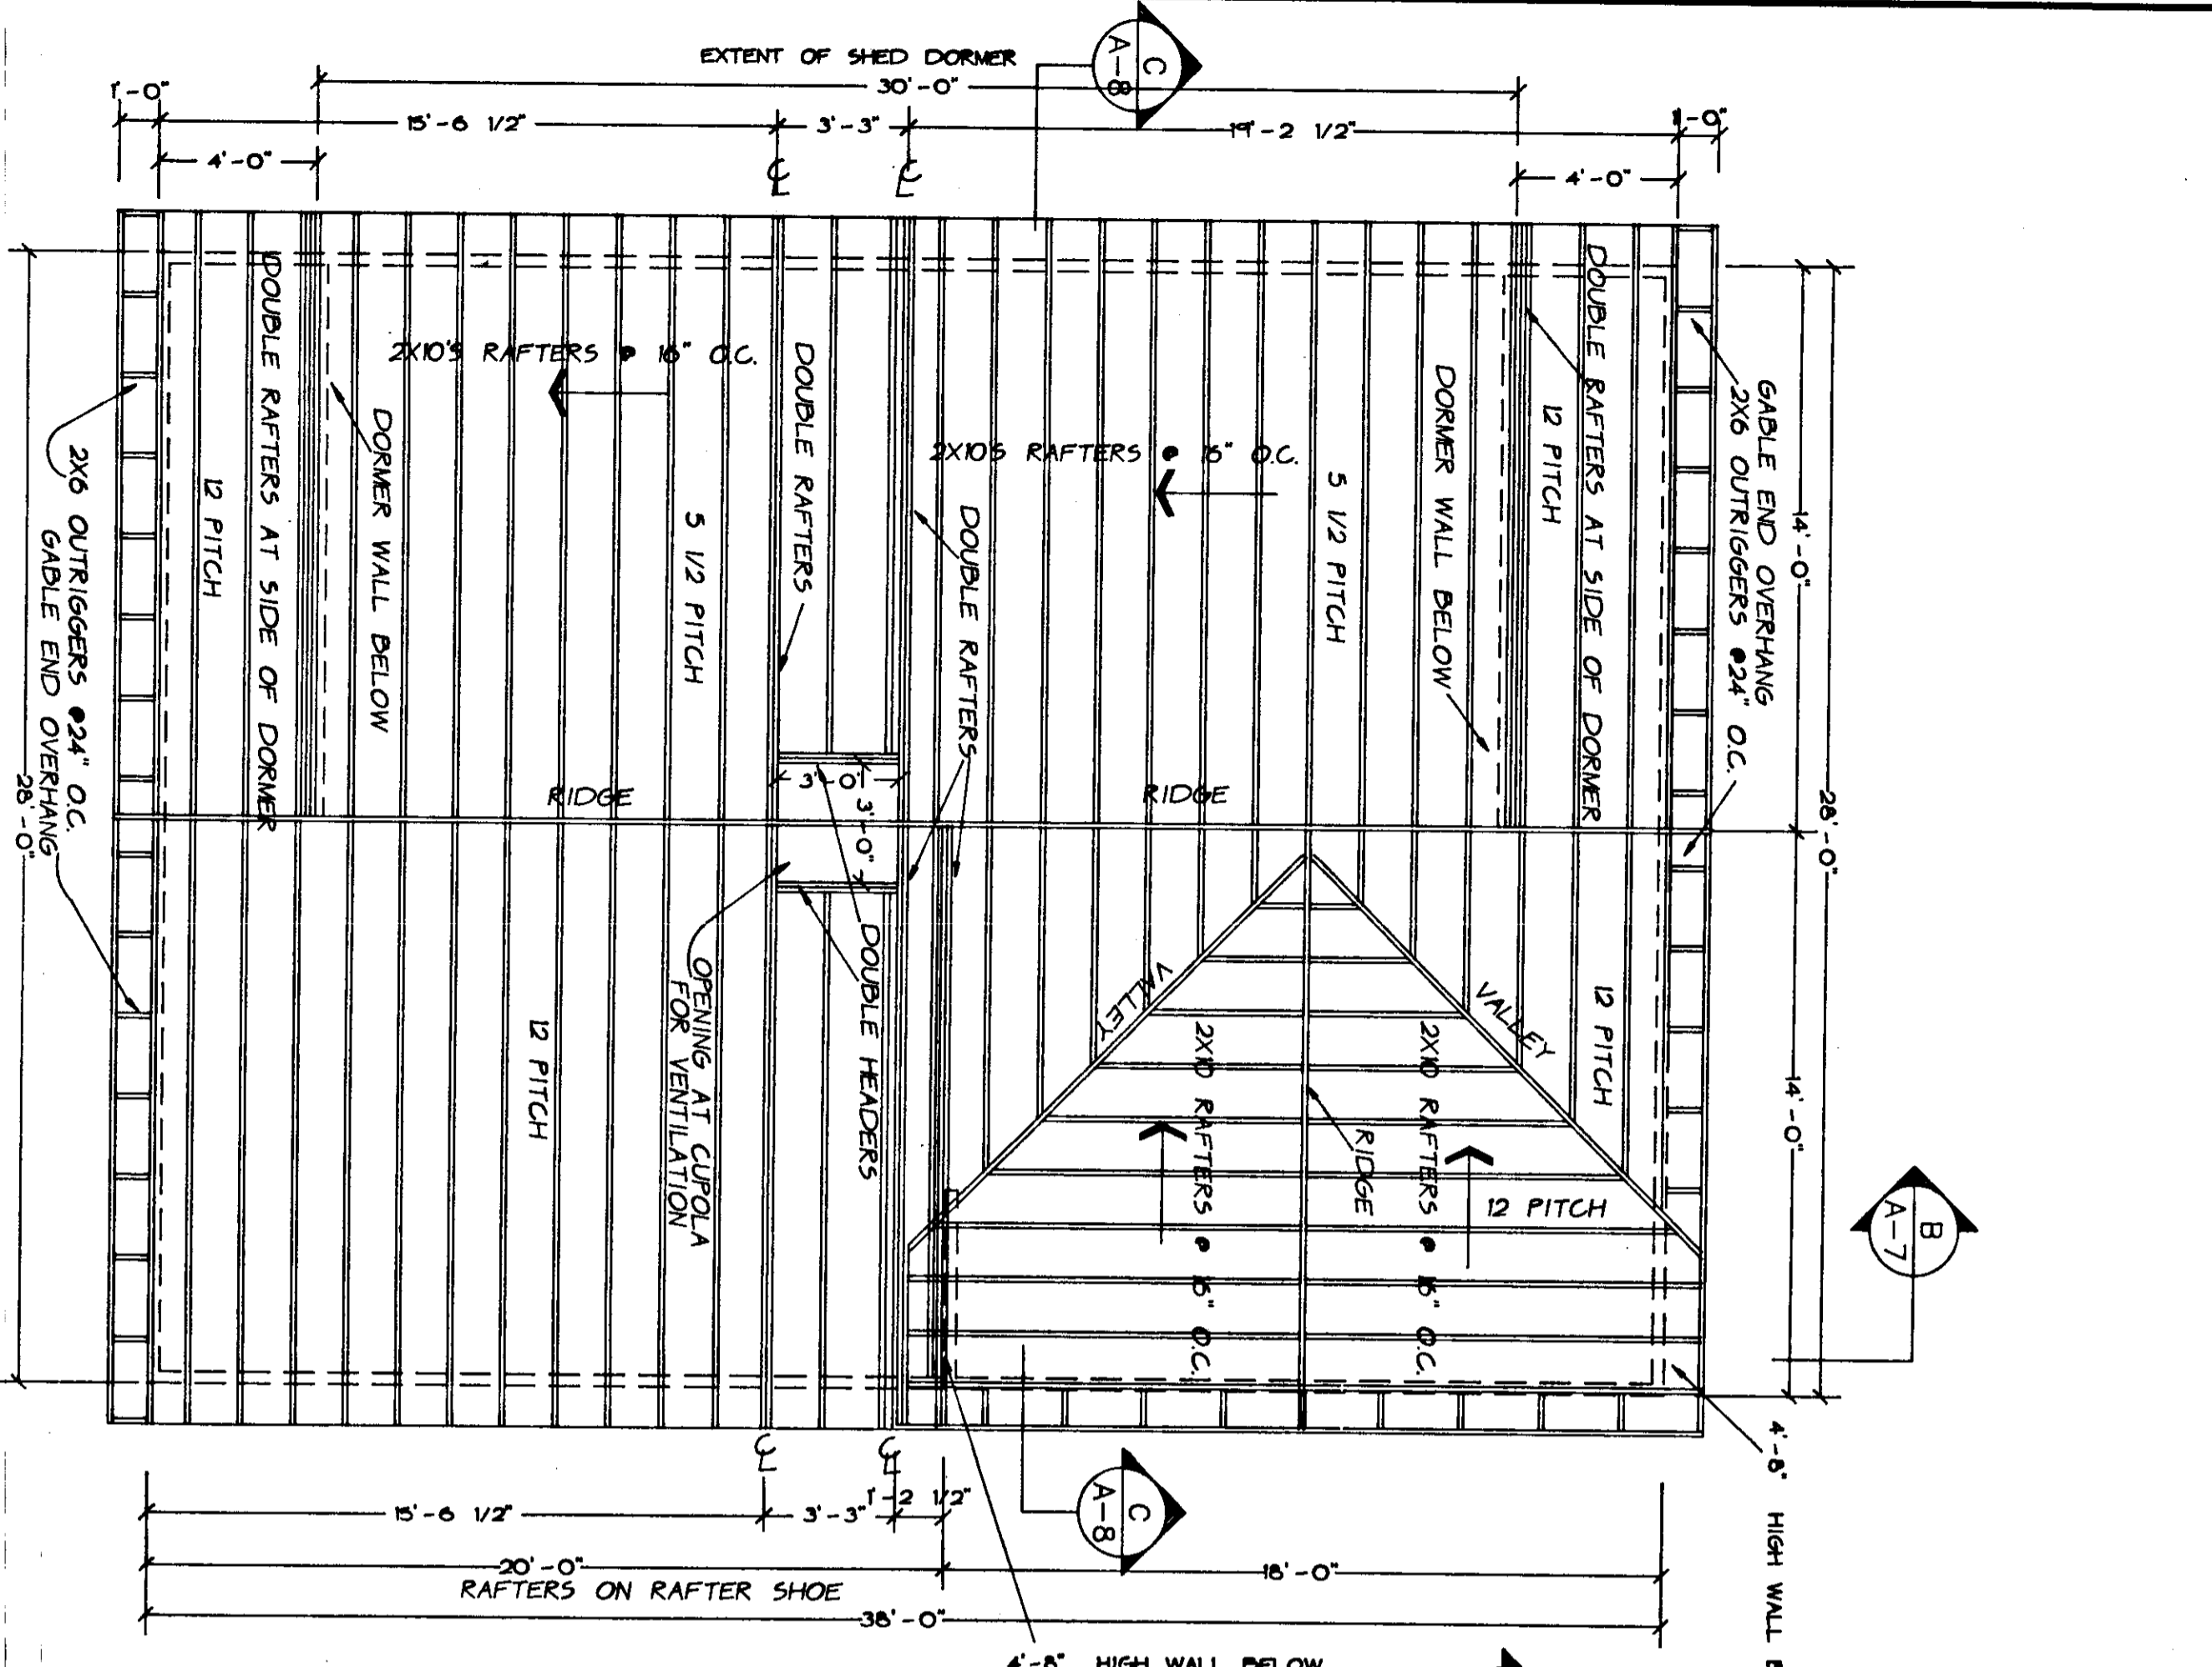 EXTENT OF SHED DORMER
30'-0"
C
A-8
1'-0"
15'-6 1/2"
3'-3"
19'-2 1/2"
1-0"
4'-0"
4'-0"
℄
℄
DOUBLE RAFTERS AT SIDE OF DORMER
12 PITCH
DORMER WALL BELOW
2X10'S RAFTERS @ 16" O.C.
5 1/2 PITCH
DOUBLE RAFTERS
DOUBLE RAFTERS
2X10'S RAFTERS @ 16" O.C.
5 1/2 PITCH
DORMER WALL BELOW
12 PITCH
DOUBLE RAFTERS AT SIDE OF DORMER
GABLE END OVERHANG
2X6 OUTRIGGERS @24" O.C.
14'-0"
28'-0"
14'-0"
2X6 OUTRIGGERS @24" O.C.
GABLE END OVERHANG
28'-0"
RIDGE
3'-0"
3'-0"
RIDGE
DOUBLE HEADERS
OPENING AT CUPOLA
FOR VENTILATION
12 PITCH
VALLEY
VALLEY
2X10 RAFTERS @ 16" O.C.
2X10 RAFTERS @ 16" O.C.
RIDGE
12 PITCH
12 PITCH
B
A-7
4'-8" HIGH WALL
℄
℄
15'-6 1/2"
3'-3"
1'-2 1/2"
C
A-8
20'-0"
18'-0"
RAFTERS ON RAFTER SHOE
38'-0"
4'-8" HIGH WALL BELOW